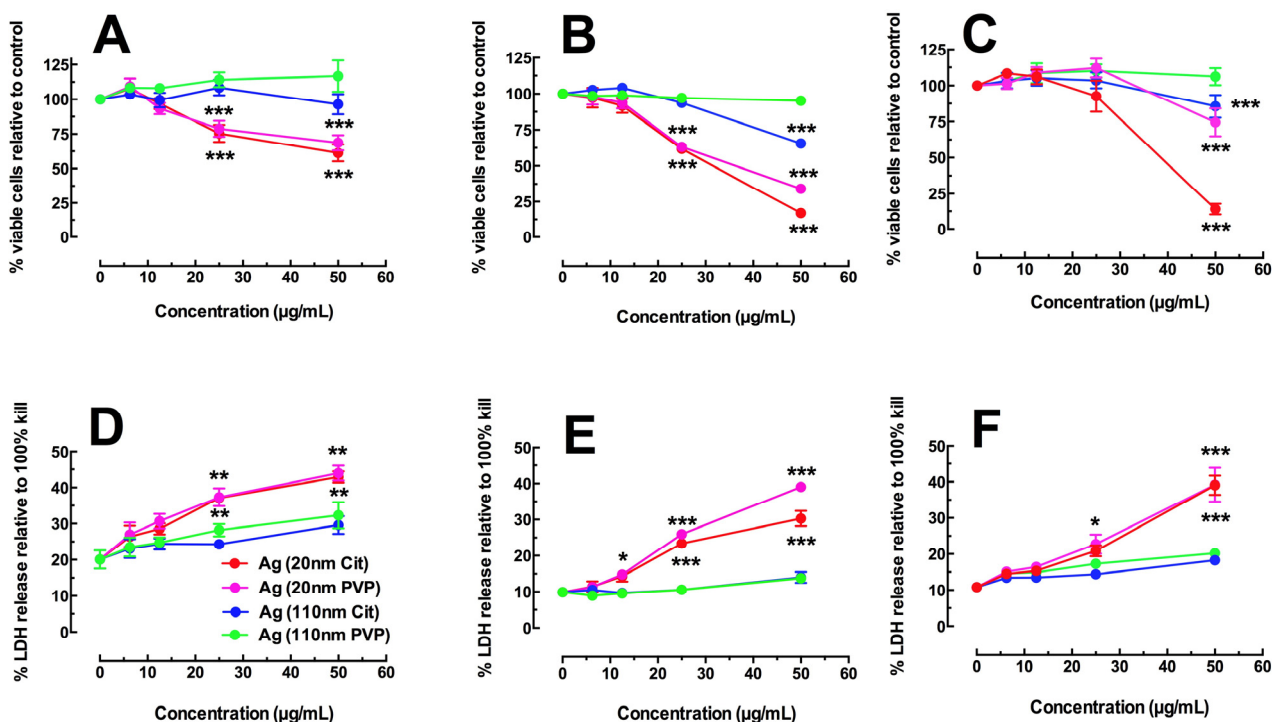 A
% viable cells relative to control
125
100
75
50
25
0
***
***
***
***
0 10 20 30 40 50 60
Concentration (µg/mL)
B
% viable cells relative to control
125
100
75
50
25
0
***
***
***
***
***
0 10 20 30 40 50 60
Concentration (µg/mL)
C
% viable cells relative to control
125
100
75
50
25
0
***
***
***
0 10 20 30 40 50 60
Concentration (µg/mL)
D
% LDH release relative to 100% kill
50
40
30
20
10
0
**
**
**
**
Ag (20nm Cit)
Ag (20nm PVP)
Ag (110nm Cit)
Ag (110nm PVP)
0 10 20 30 40 50 60
Concentration (µg/mL)
E
% LDH release relative to 100% kill
50
40
30
20
10
0
*
***
***
***
***
0 10 20 30 40 50 60
Concentration (µg/mL)
F
% LDH release relative to 100% kill
50
40
30
20
10
0
*
***
***
0 10 20 30 40 50 60
Concentration (µg/mL)